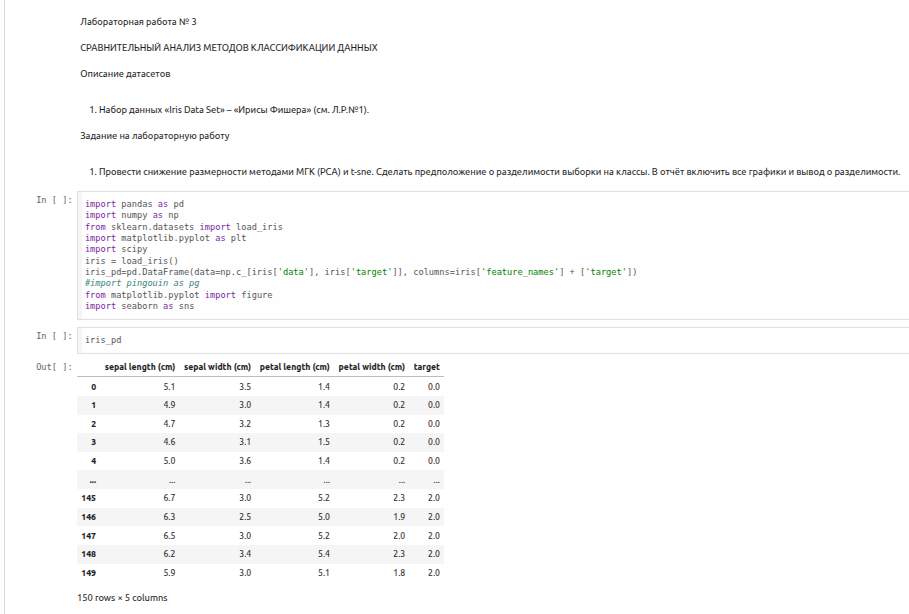 Лабораторная работа № 3
СРАВНИТЕЛЬНЫЙ АНАЛИЗ МЕТОДОВ КЛАССИФИКАЦИИ ДАННЫХ
Описание датасетов
1. Набор данных «Iris Data Set» – «Ирисы Фишера» (см. Л.Р.№1).
Задание на лабораторную работу
1. Провести снижение размерности методами МГК (PCA) и t-sne. Сделать предположение о разделимости выборки на классы. В отчёт включить все графики и вывод о разделимости.
In [ ]:
import pandas as pd
import numpy as np
from sklearn.datasets import load_iris
import matplotlib.pyplot as plt
import scipy
iris = load_iris()
iris_pd=pd.DataFrame(data=np.c_[iris['data'], iris['target']], columns=iris['feature_names'] + ['target'])
#import pingouin as pg
from matplotlib.pyplot import figure
import seaborn as sns
In [ ]:
iris_pd
Out[ ]:
sepal length (cm) sepal width (cm) petal length (cm) petal width (cm) target
0 5.1 3.5 1.4 0.2 0.0
1 4.9 3.0 1.4 0.2 0.0
2 4.7 3.2 1.3 0.2 0.0
3 4.6 3.1 1.5 0.2 0.0
4 5.0 3.6 1.4 0.2 0.0
... ... ... ... ... ...
145 6.7 3.0 5.2 2.3 2.0
146 6.3 2.5 5.0 1.9 2.0
147 6.5 3.0 5.2 2.0 2.0
148 6.2 3.4 5.4 2.3 2.0
149 5.9 3.0 5.1 1.8 2.0
150 rows × 5 columns